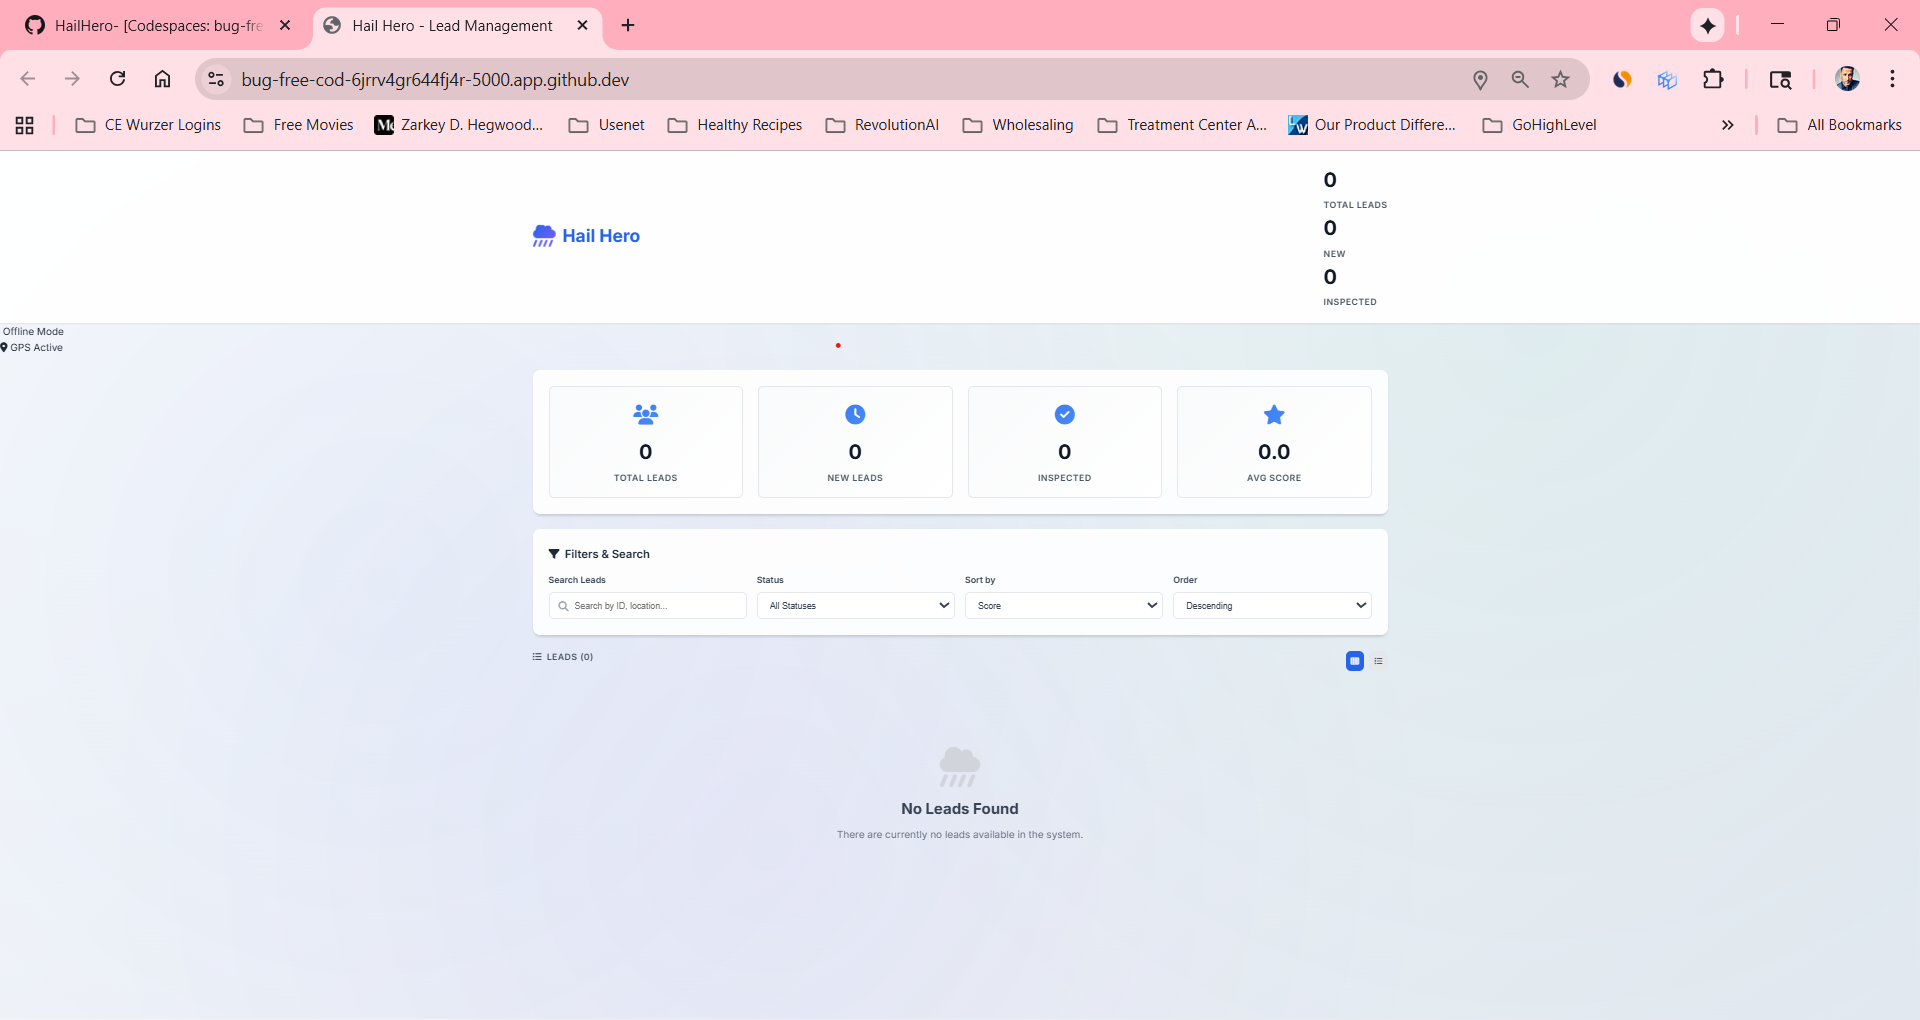 HailHero- [Codespaces: bug-fre
Hail Hero - Lead Management
bug-free-cod-6jrrv4gr644fj4r-5000.app.github.dev
CE Wurzer Logins
Free Movies
Zarkey D. Hegwood...
Usenet
Healthy Recipes
RevolutionAI
Wholesaling
Treatment Center A...
Our Product Differe...
GoHighLevel
All Bookmarks
Hail Hero
0
TOTAL LEADS
0
NEW
0
INSPECTED
Offline Mode
GPS Active
0
TOTAL LEADS
0
NEW LEADS
0
INSPECTED
0.0
AVG SCORE
Filters & Search
Search Leads
Search by ID, location...
Status
All Statuses
Sort by
Score
Order
Descending
LEADS (0)
No Leads Found
There are currently no leads available in the system.